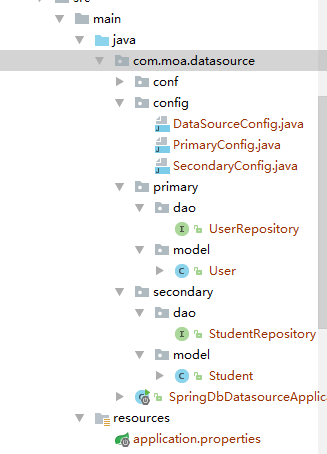 src
main
java
com.moa.datasource
conf
config
DataSourceConfig.java
PrimaryConfig.java
SecondaryConfig.java
primary
dao
UserRepository
model
User
secondary
dao
StudentRepository
model
Student
SpringDbDatasourceApplica
resources
application.properties